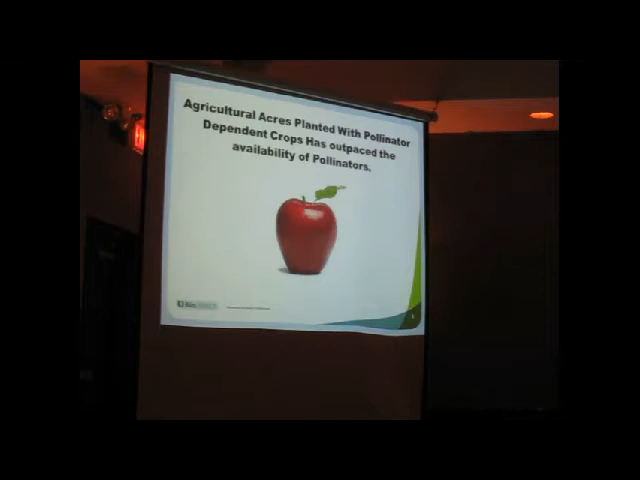 Agricultural Acres Planted With Pollinator
Dependent Crops Has outpaced the
availability of Pollinators.